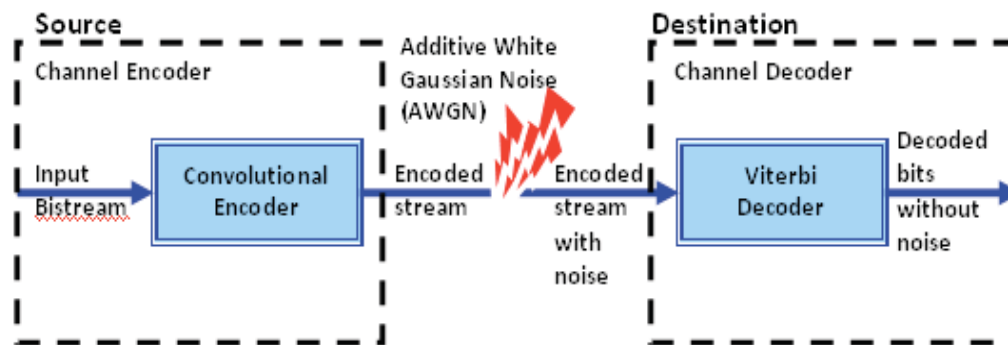 Source
Channel Encoder
Input
Bistream
Convolutional
Encoder
Additive White
Gaussian Noise
(AWGN)
Encoded
stream
Encoded
stream
with
noise
Destination
Channel Decoder
Viterbi
Decoder
Decoded
bits
without
noise